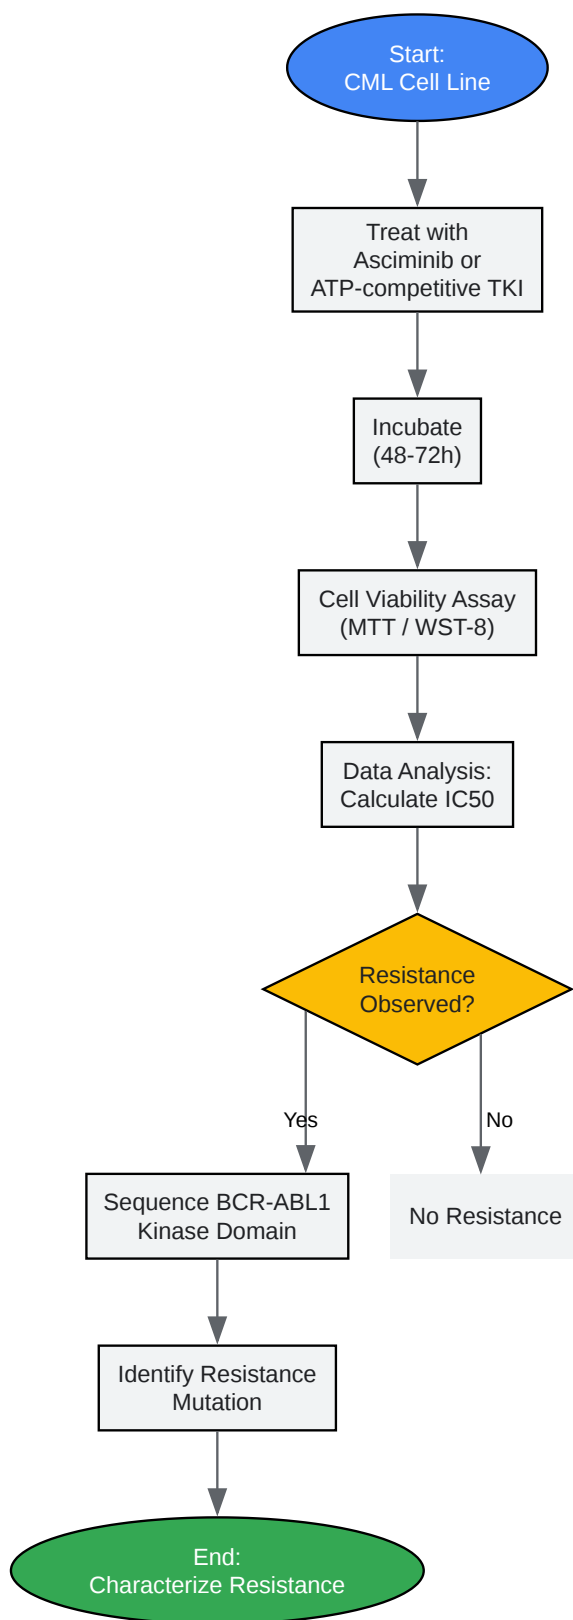 Start:
CML Cell Line
Treat with
Asciminib or
ATP-competitive TKI
Incubate
(48-72h)
Cell Viability Assay
(MTT / WST-8)
Data Analysis:
Calculate IC50
Resistance
Observed?
Yes
No
Sequence BCR-ABL1
Kinase Domain
No Resistance
Identify Resistance
Mutation
End:
Characterize Resistance